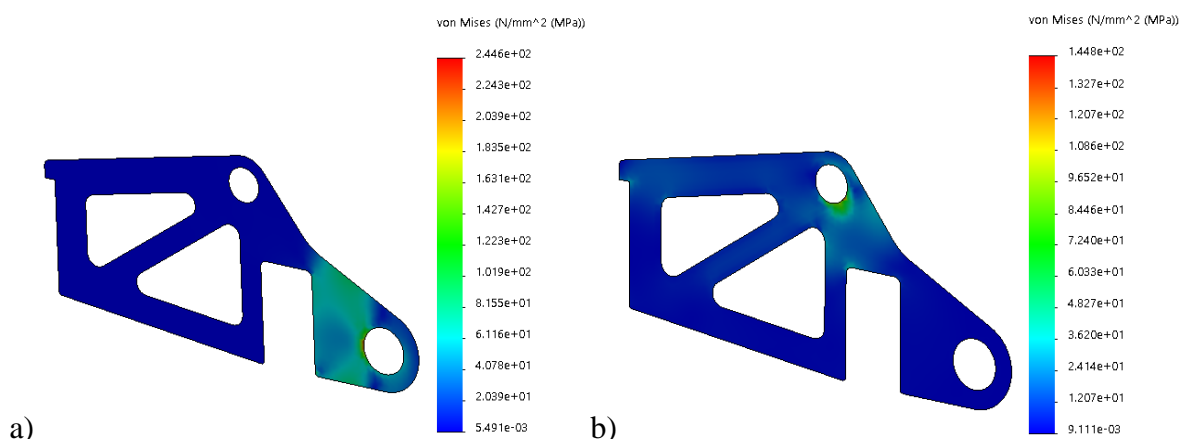 von Mises (N/mm^2 (MPa))
2.446e+02
2.243e+02
2.039e+02
1.835e+02
1.631e+02
1.427e+02
1.223e+02
1.019e+02
8.155e+01
6.116e+01
4.078e+01
2.039e+01
5.491e-03
a)
von Mises (N/mm^2 (MPa))
1.448e+02
1.327e+02
1.207e+02
1.086e+02
9.652e+01
8.446e+01
7.240e+01
6.033e+01
4.827e+01
3.620e+01
2.414e+01
1.207e+01
9.111e-03
b)